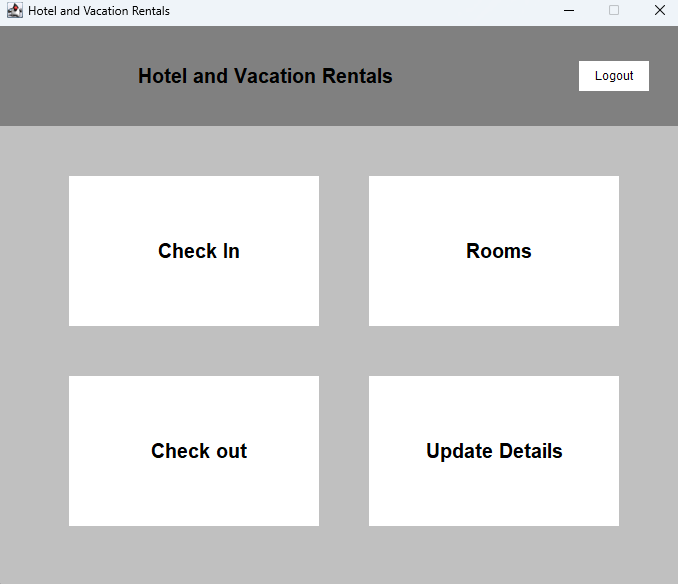 Hotel and Vacation Rentals
Hotel and Vacation Rentals
Logout
Check In
Rooms
Check out
Update Details